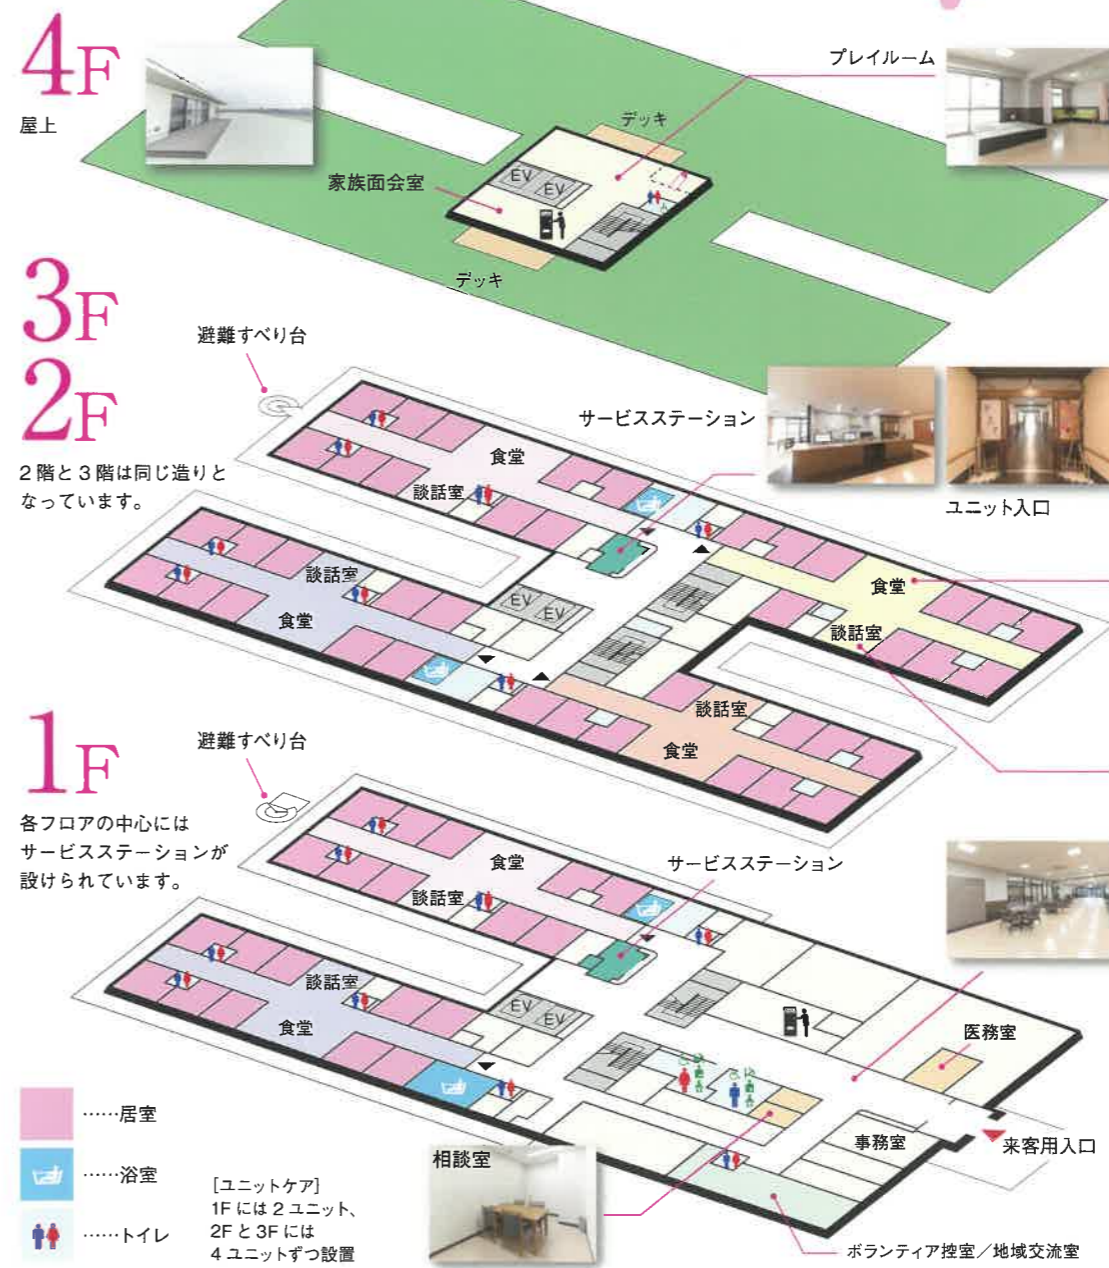 4F
屋上
プレイルーム
デッキ
EV
EV
家族面会室
デッキ
3F
2F
2階と3階は同じ造りと
なっています。
避難すべり台
サービスステーション
ユニット入口
食堂
談話室
談話室
食堂
EV
EV
食堂
談話室
談話室
食堂
1F
各フロアの中心には
サービスステーションが
設けられています。
避難すべり台
サービスステーション
食堂
談話室
談話室
食堂
EV
EV
医務室
事務室
来客用入口
相談室
ボランティア控室／地域交流室
……居室
……浴室
……トイレ
［ユニットケア］
1Fには2ユニット、
2Fと3Fには
4ユニットずつ設置